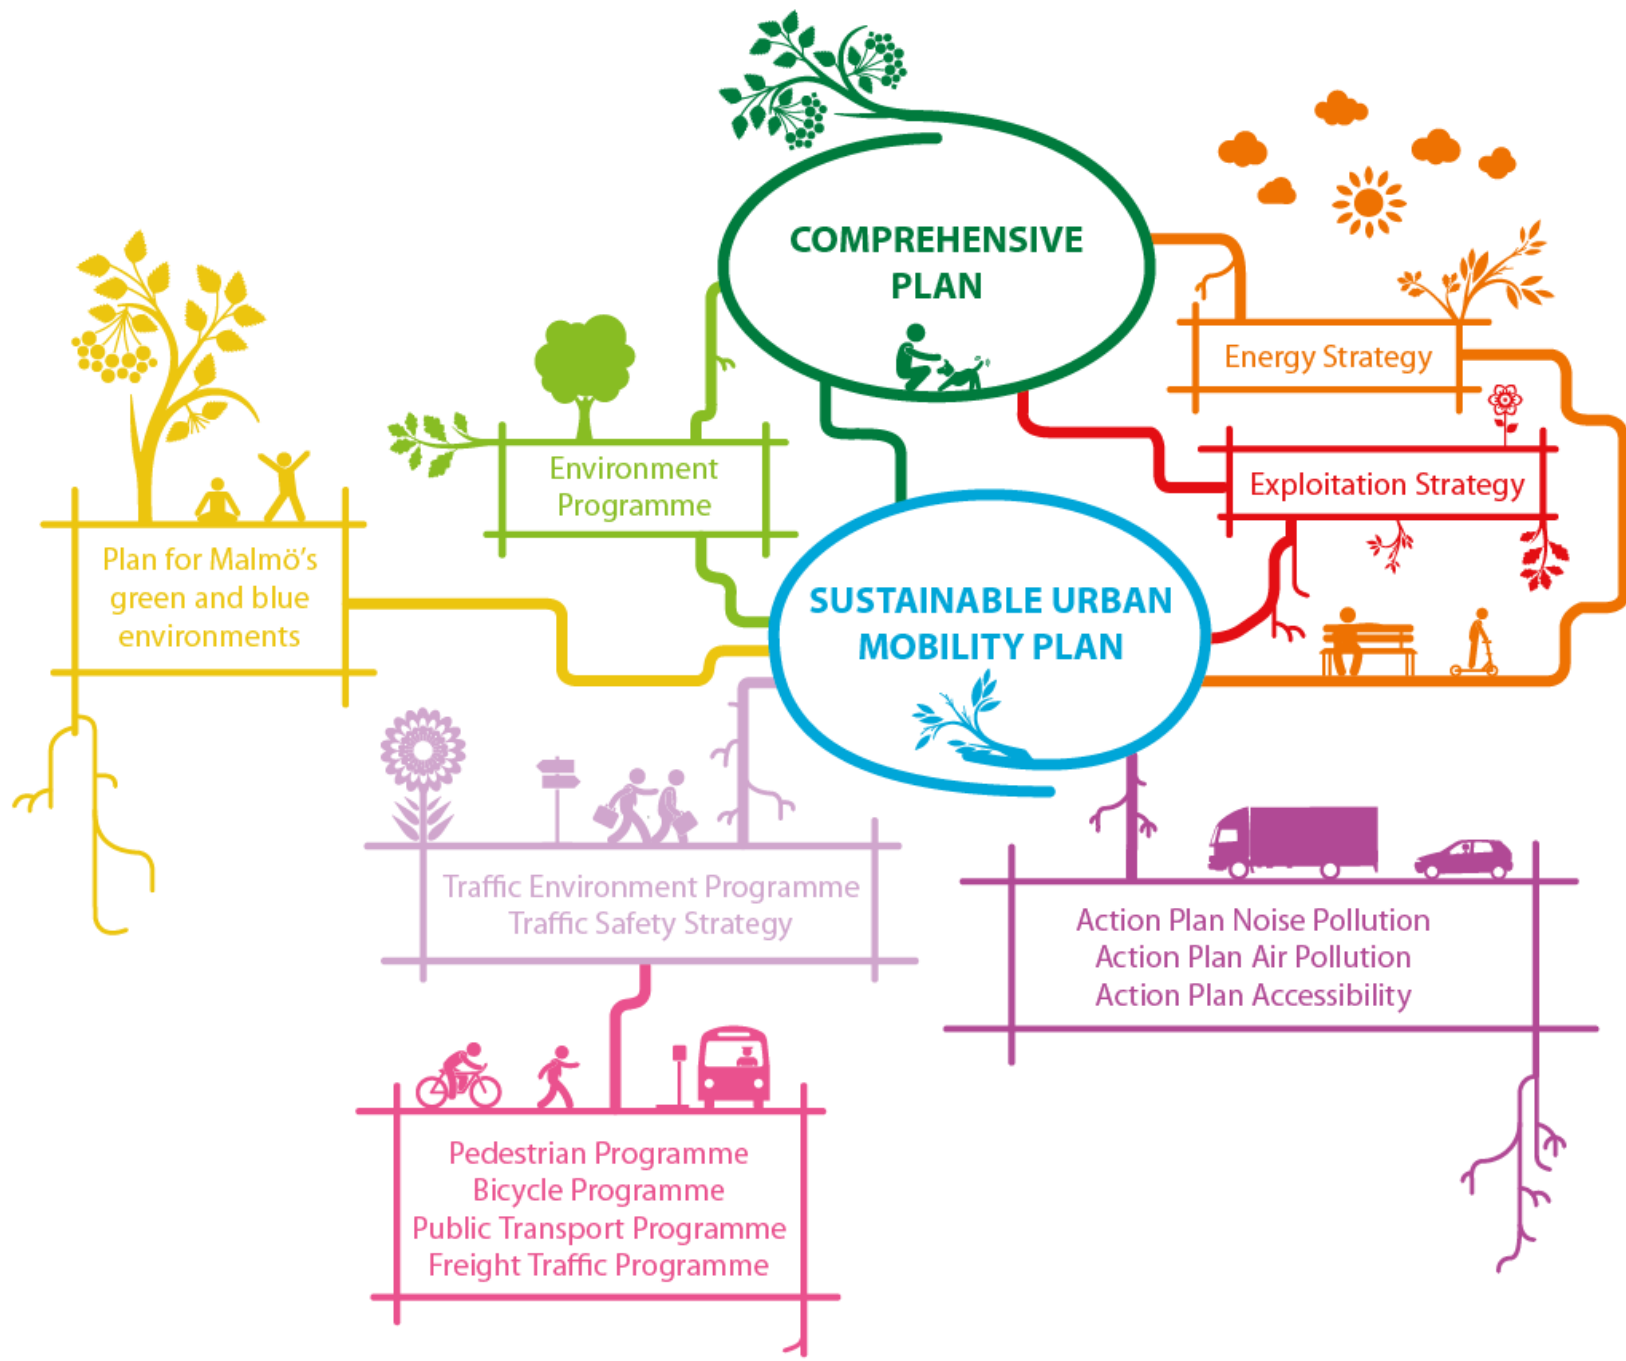 COMPREHENSIVE
PLAN
Energy Strategy
Environment
Programme
Exploitation Strategy
Plan for Malmö’s
green and blue
environments
SUSTAINABLE URBAN
MOBILITY PLAN
Traffic Environment Programme
Traffic Safety Strategy
Action Plan Noise Pollution
Action Plan Air Pollution
Action Plan Accessibility
Pedestrian Programme
Bicycle Programme
Public Transport Programme
Freight Traffic Programme